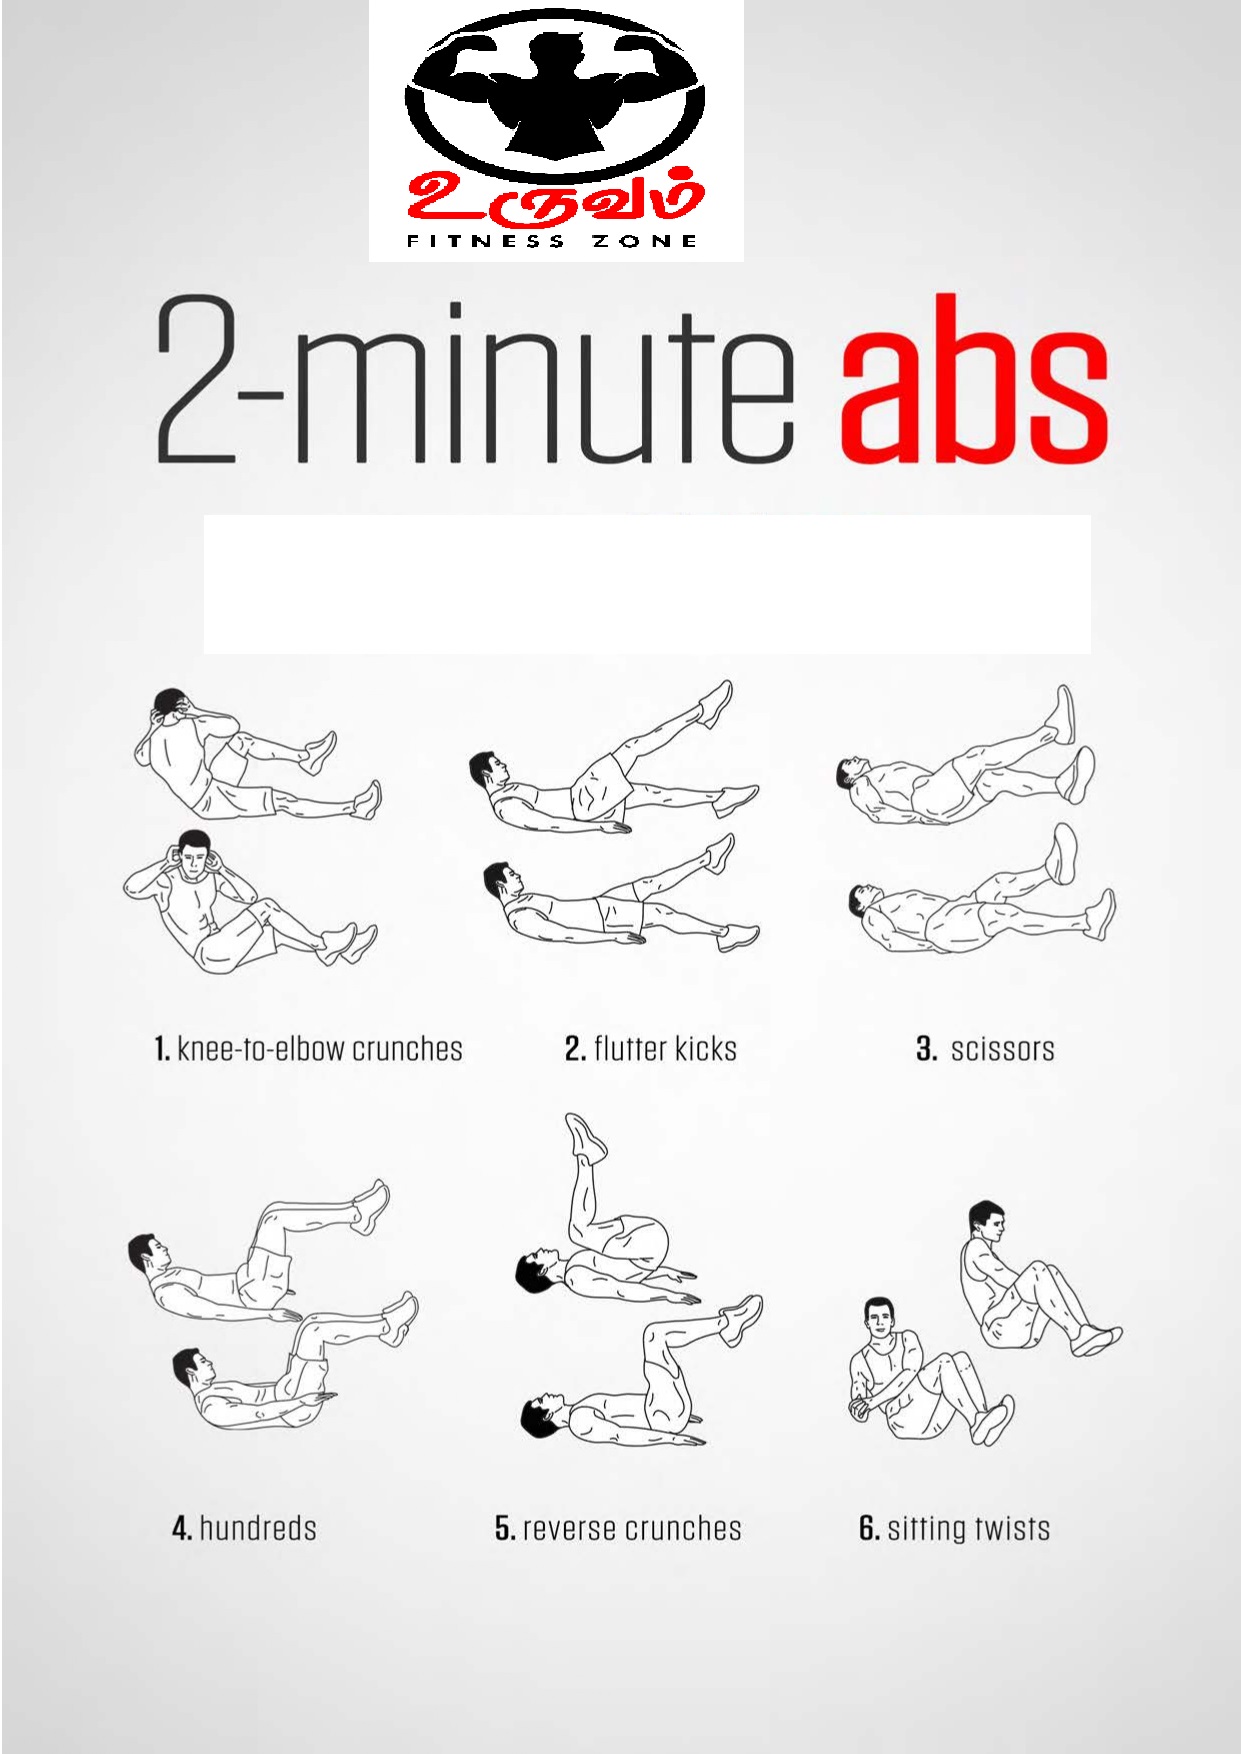 உருவம்
FITNESS ZONE
2-minute abs
1. knee-to-elbow crunches
2. flutter kicks
3. scissors
4. hundreds
5. reverse crunches
6. sitting twists